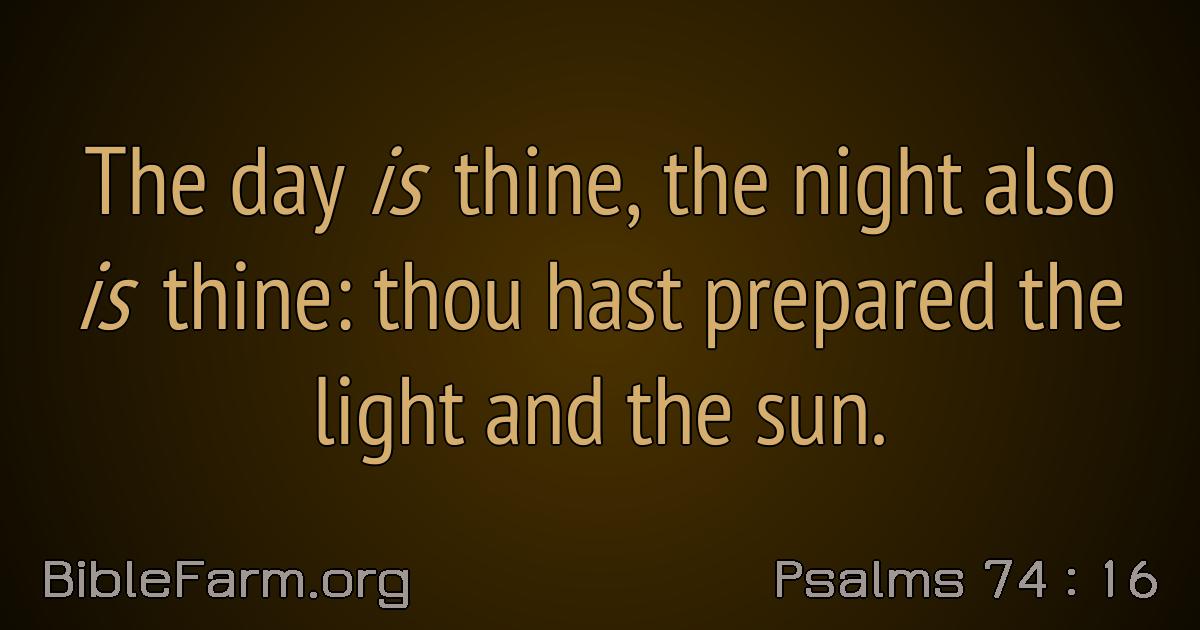 The day is thine, the night also
is thine: thou hast prepared the
light and the sun.
BibleFarm.org
Psalms 74 : 16